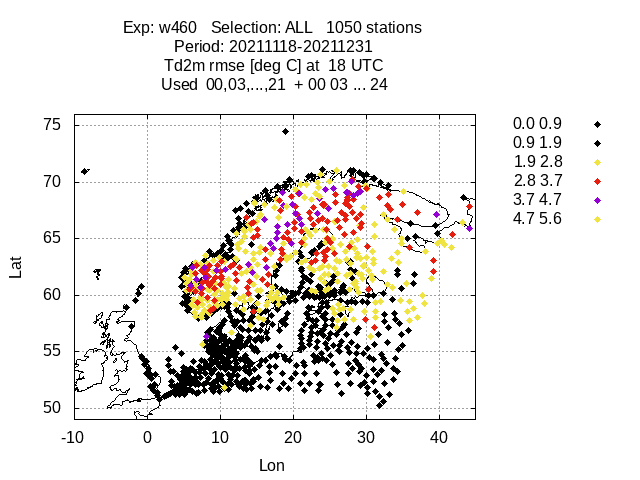 Exp: w460   Selection: ALL   1050 stations
Period: 20211118-20211231
Td2m rmse [deg C] at  18 UTC
Used  00,03,...,21  + 00 03 ... 24
75
70
65
60
55
50
Lat
-10 0 10 20 30 40
Lon
0.0 0.9
0.9 1.9
1.9 2.8
2.8 3.7
3.7 4.7
4.7 5.6